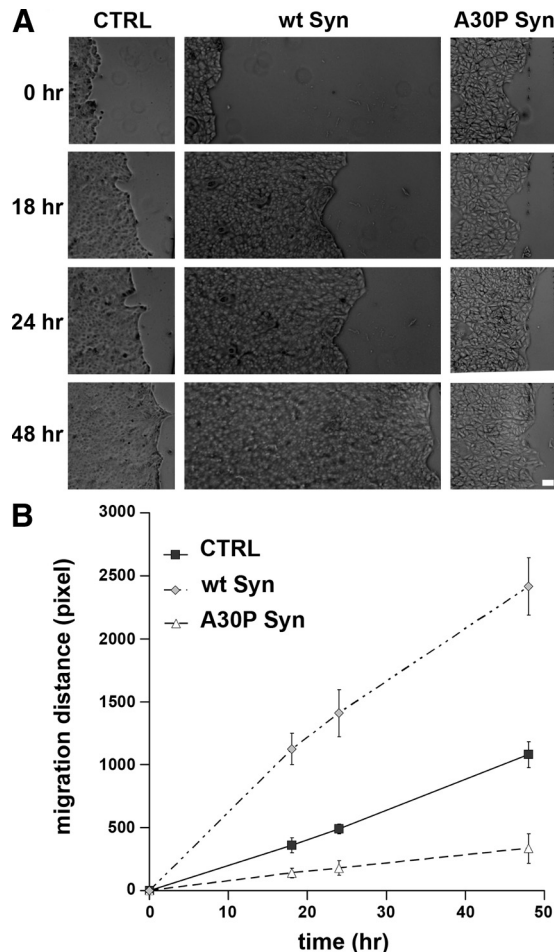 A
CTRL wt Syn A30P Syn
0 hr
18 hr
24 hr
48 hr
B
3000
2500
2000
1500
1000
500
0
migration distance (pixel)
CTRL
wt Syn
A30P Syn
0 10 20 30 40 50
time (hr)